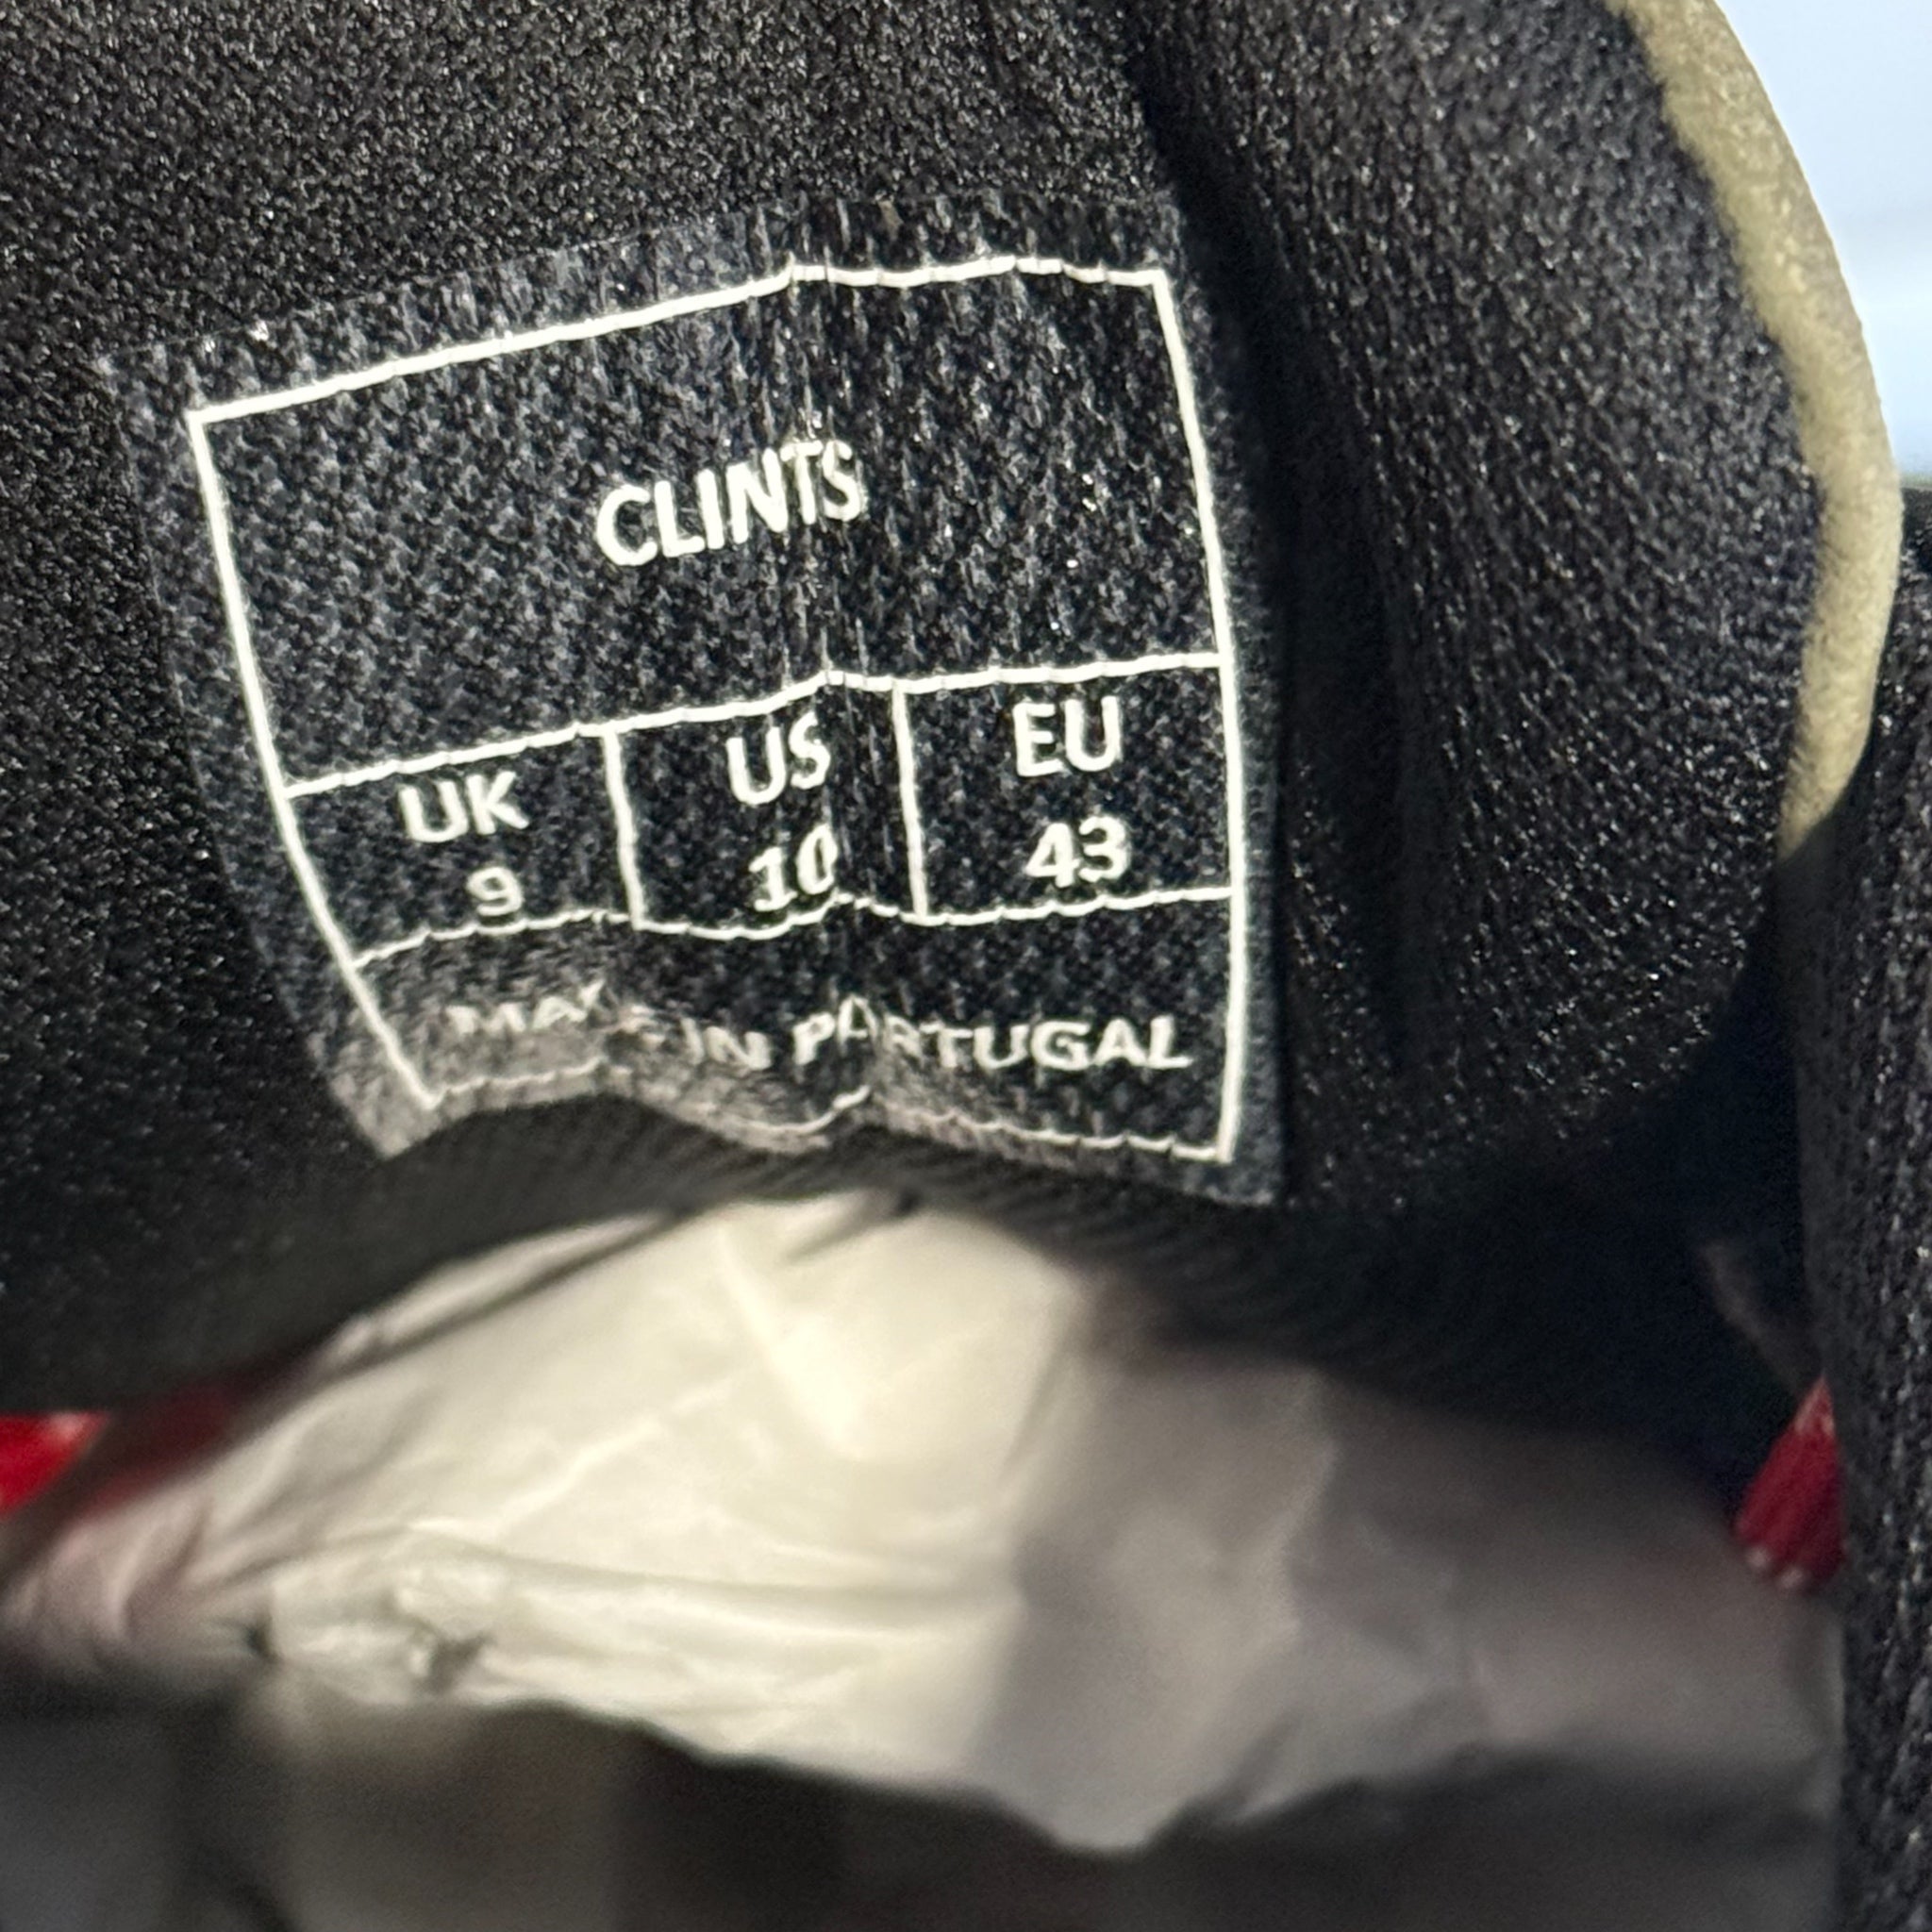 CLINTS
UK US EU
9 10 43
MADE IN PORTUGAL